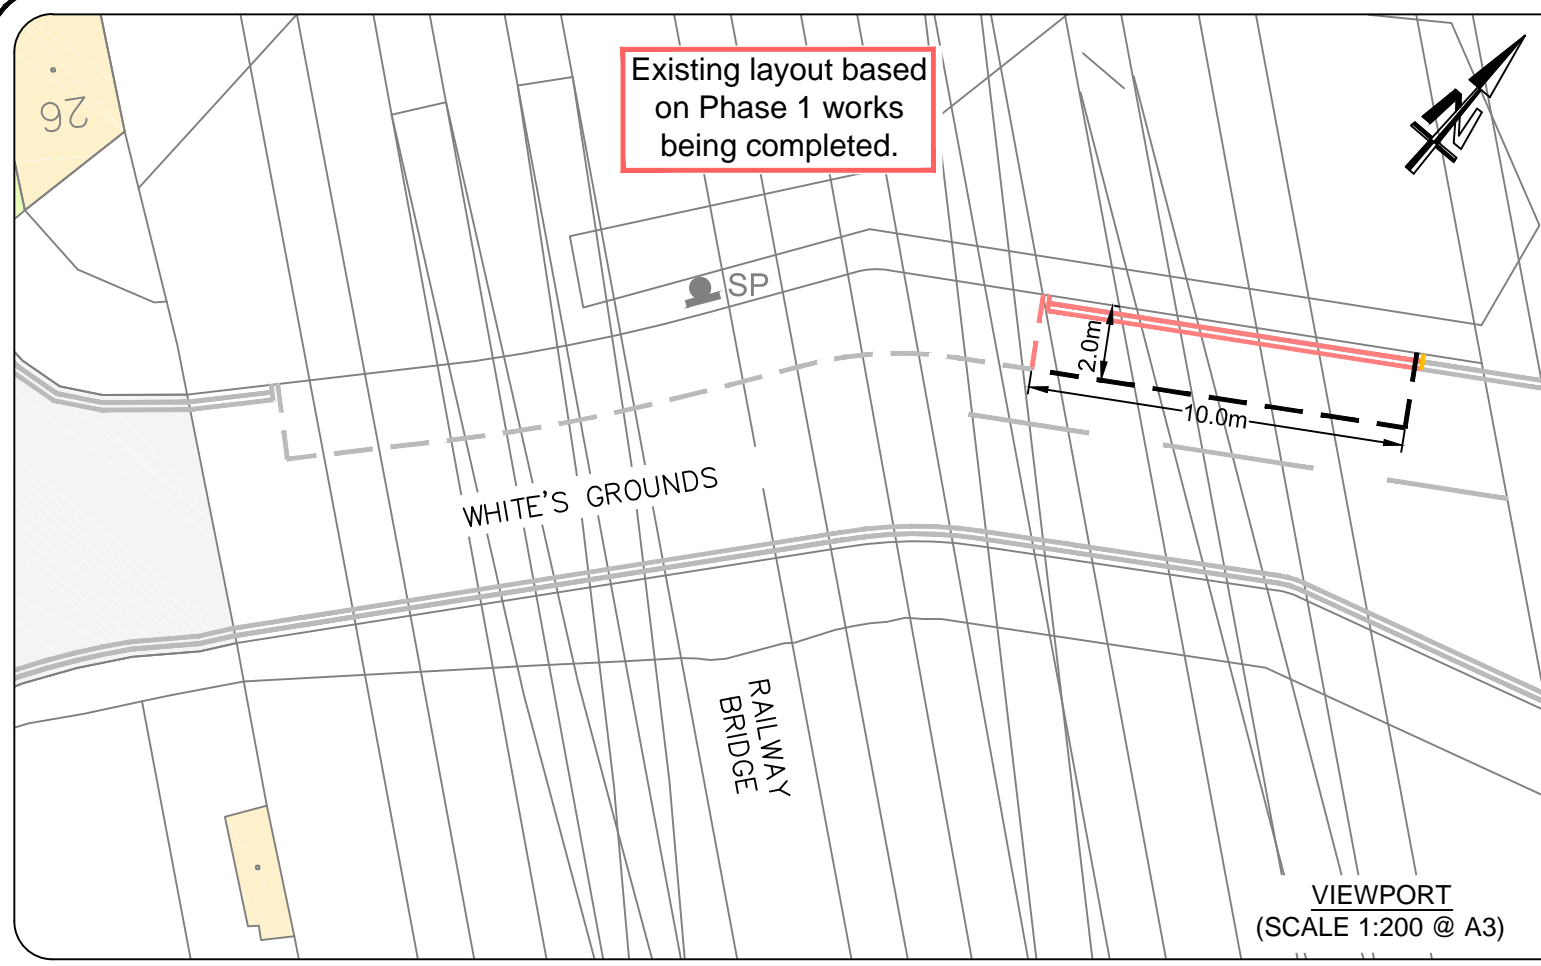 Existing layout based
on Phase 1 works
being completed.
26
N
SP
2.0m
10.0m
WHITE'S GROUNDS
RAILWAY
BRIDGE
VIEWPORT
(SCALE 1:200 @ A3)